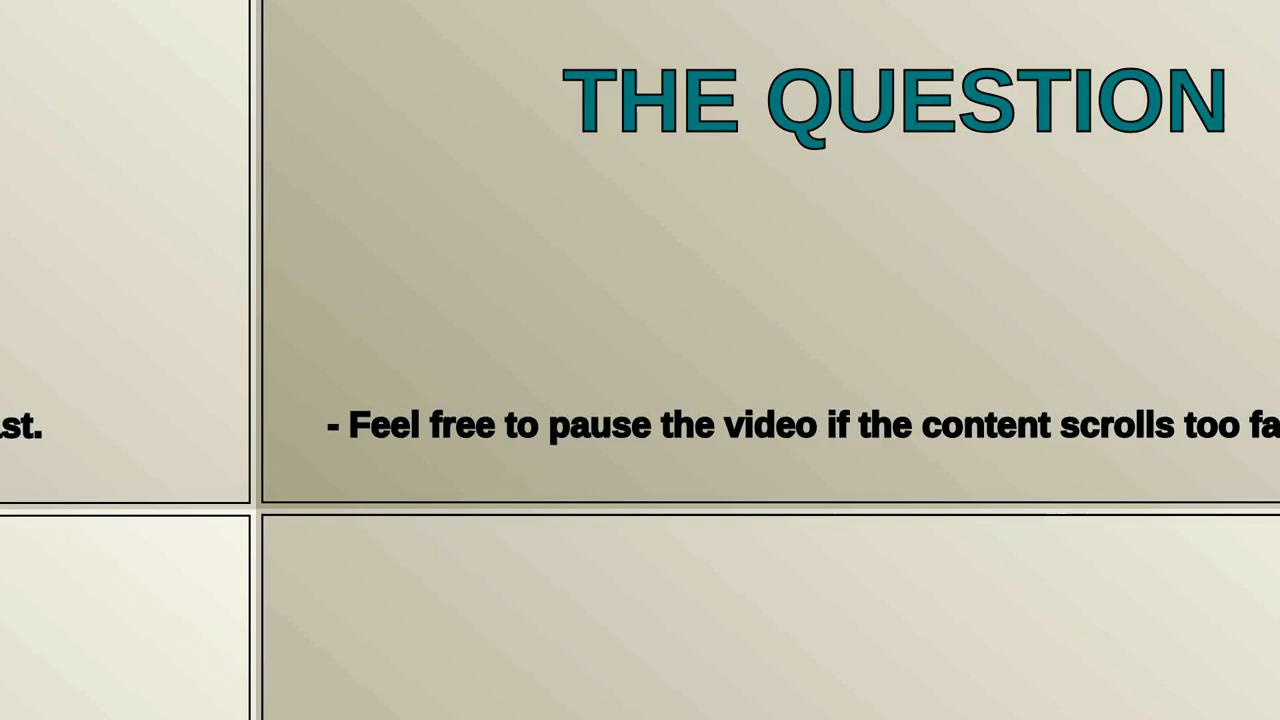 THE QUESTION
st.
- Feel free to pause the video if the content scrolls too fa